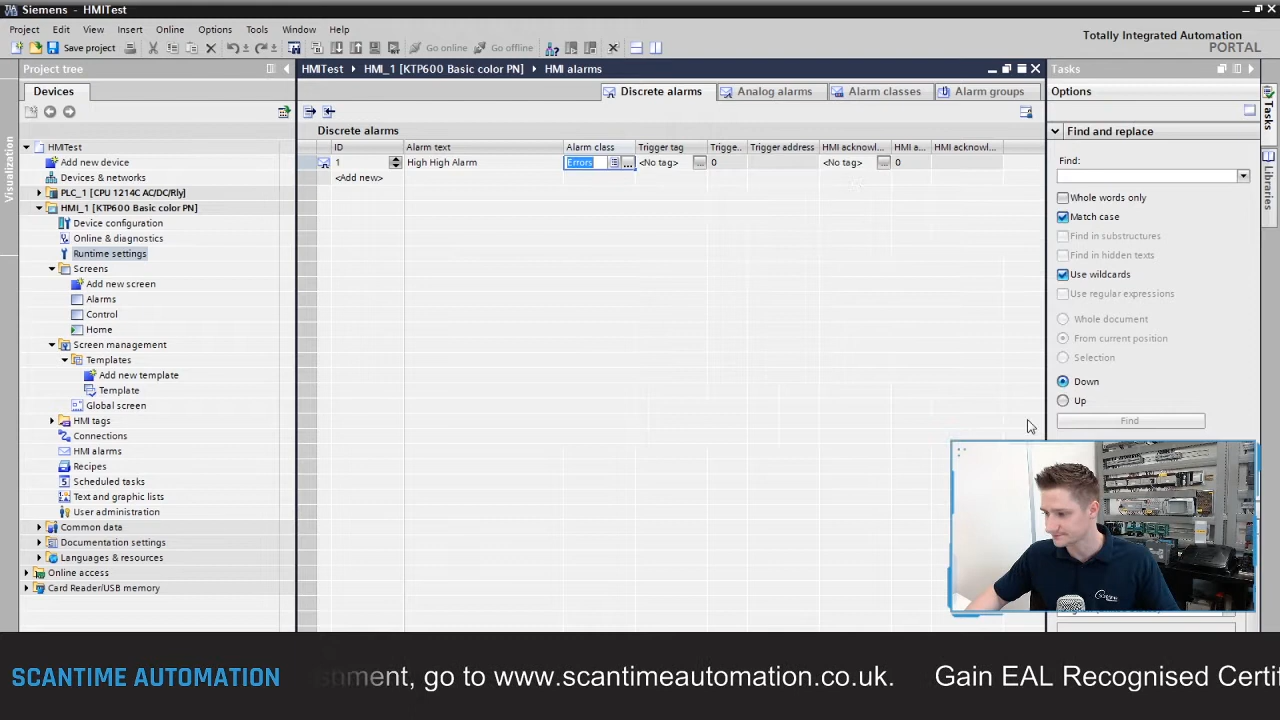 Siemens - HMITest
Project Edit View Insert Online Options Tools Window Help
Totally Integrated Automation
PORTAL
Save project Go online Go offline
Project tree
HMITest HMI_1 [KTP600 Basic color PN] HMI alarms
Tasks
Devices
Discrete alarms Analog alarms Alarm classes Alarm groups
Options
Discrete alarms
Find and replace
ID Alarm text Alarm class Trigger tag Trigge.. Trigger address HMI acknowl... HMI a... HMI acknowl...
1 High High Alarm Errors <No tag> 0 <No tag> 0
<Add new>
HMITest
Add new device
Devices & networks
PLC_1 [CPU 1214C AC/DC/Rly]
HMI_1 [KTP600 Basic color PN]
Device configuration
Online & diagnostics
Runtime settings
Screens
Add new screen
Alarms
Control
Home
Screen management
Templates
Add new template
Template
Global screen
HMI tags
Connections
HMI alarms
Recipes
Scheduled tasks
Text and graphic lists
User administration
Common data
Documentation settings
Languages & resources
Online access
Card Reader/USB memory
Find:
Whole words only
Match case
Find in substructures
Find in hidden texts
Use wildcards
Use regular expressions
Whole document
From current position
Selection
Down
Up
Find
Visualization
Tasks
Libraries
SCANTIME AUTOMATION
shment, go to www.scantimeautomation.co.uk. Gain EAL Recognised Certi